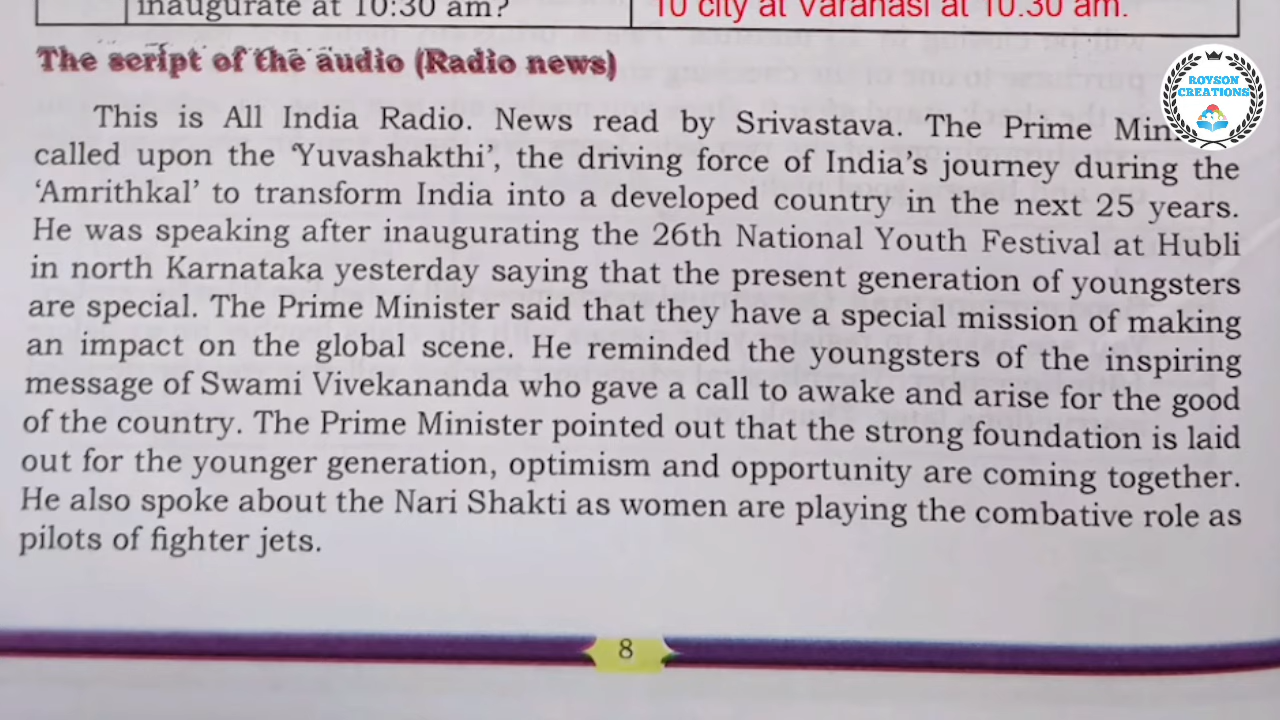 inaugurate at 10:30 am?
10 city at Varanasi at 10.30 am.
The script of the audio (Radio news)
ROYSON
CREATIONS
This is All India Radio. News read by Srivastava. The Prime
called upon the ‘Yuvashakthi’, the driving force of India’s journey during the
‘Amrithkal’ to transform India into a developed country in the next 25 years.
He was speaking after inaugurating the 26th National Youth Festival at Hubli
in north Karnataka yesterday saying that the present generation of youngsters
are special. The Prime Minister said that they have a special mission of making
an impact on the global scene. He reminded the youngsters of the inspiring
message of Swami Vivekananda who gave a call to awake and arise for the good
of the country. The Prime Minister pointed out that the strong foundation is laid
out for the younger generation, optimism and opportunity are coming together.
He also spoke about the Nari Shakti as women are playing the combative role as
pilots of fighter jets.
8